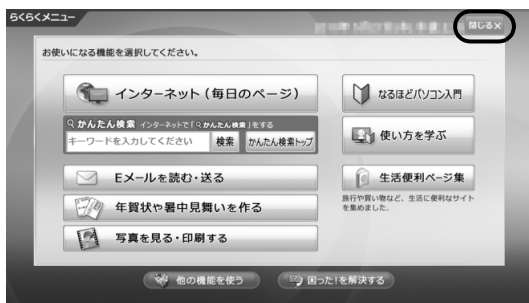 らくらくメニュー
閉じる×
お使いになる機能を選択してください。
インターネット(毎日のページ)
かんたん検索 インターネットで「かんたん検索」をする
キーワードを入力してください 検索 かんたん検索トップ
Eメールを読む・送る
年賀状や暑中見舞いを作る
写真を見る・印刷する
なるほどパソコン入門
使い方を学ぶ
生活便利ページ集
旅行や買い物など、生活に便利なサイト
を集めました。
他の機能を使う
困った!を解決する